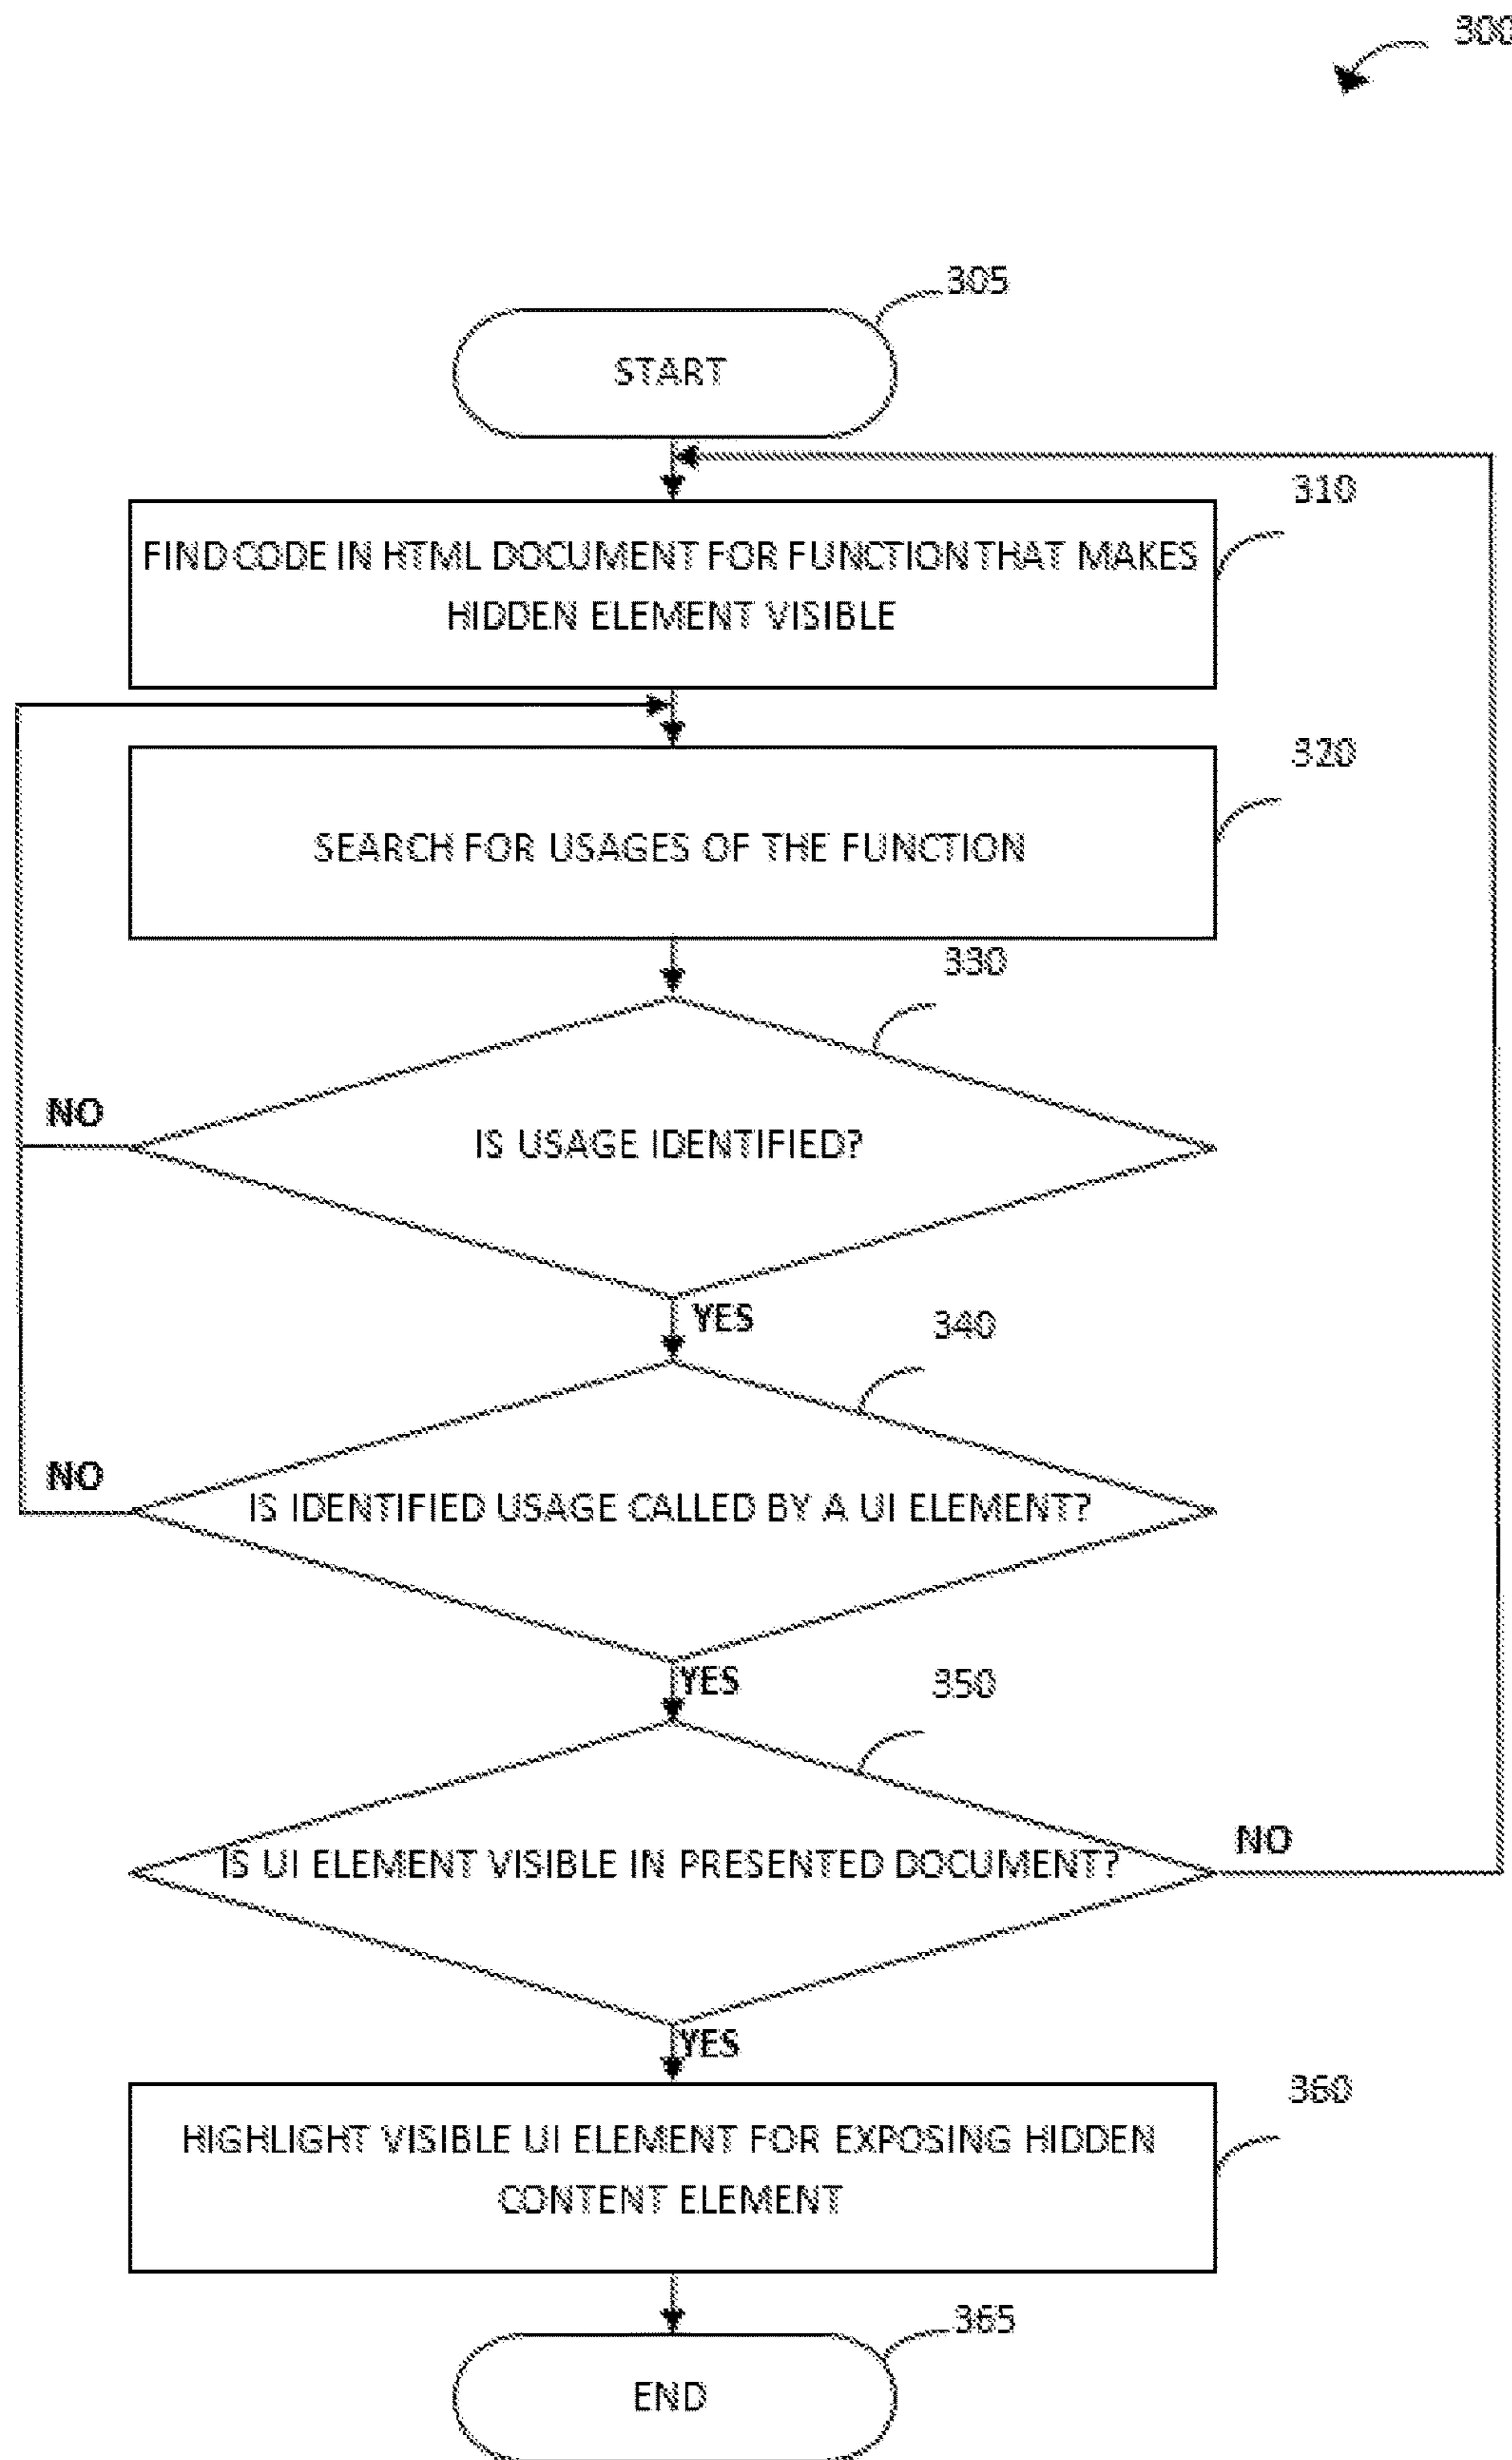 300
305
START
310
FIND CODE IN HTML DOCUMENT FOR FUNCTION THAT MAKES
HIDDEN ELEMENT VISIBLE
320
SEARCH FOR USAGES OF THE FUNCTION
330
NO
IS USAGE IDENTIFIED?
YES
340
NO
IS IDENTIFIED USAGE CALLED BY A UI ELEMENT?
YES
350
NO
IS UI ELEMENT VISIBLE IN PRESENTED DOCUMENT?
YES
360
HIGHLIGHT VISIBLE UI ELEMENT FOR EXPOSING HIDDEN
CONTENT ELEMENT
365
END